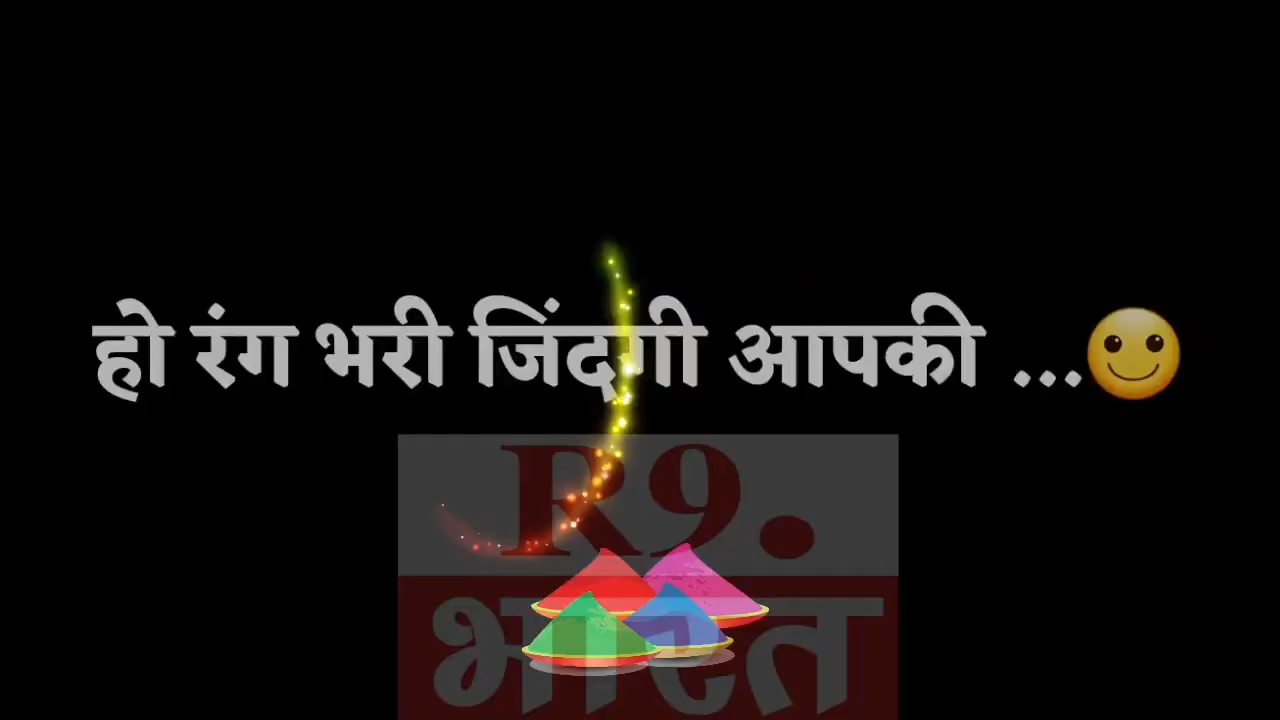 हो रंग भरी जिंदगी आपकी ...🙂
R9.
भारत